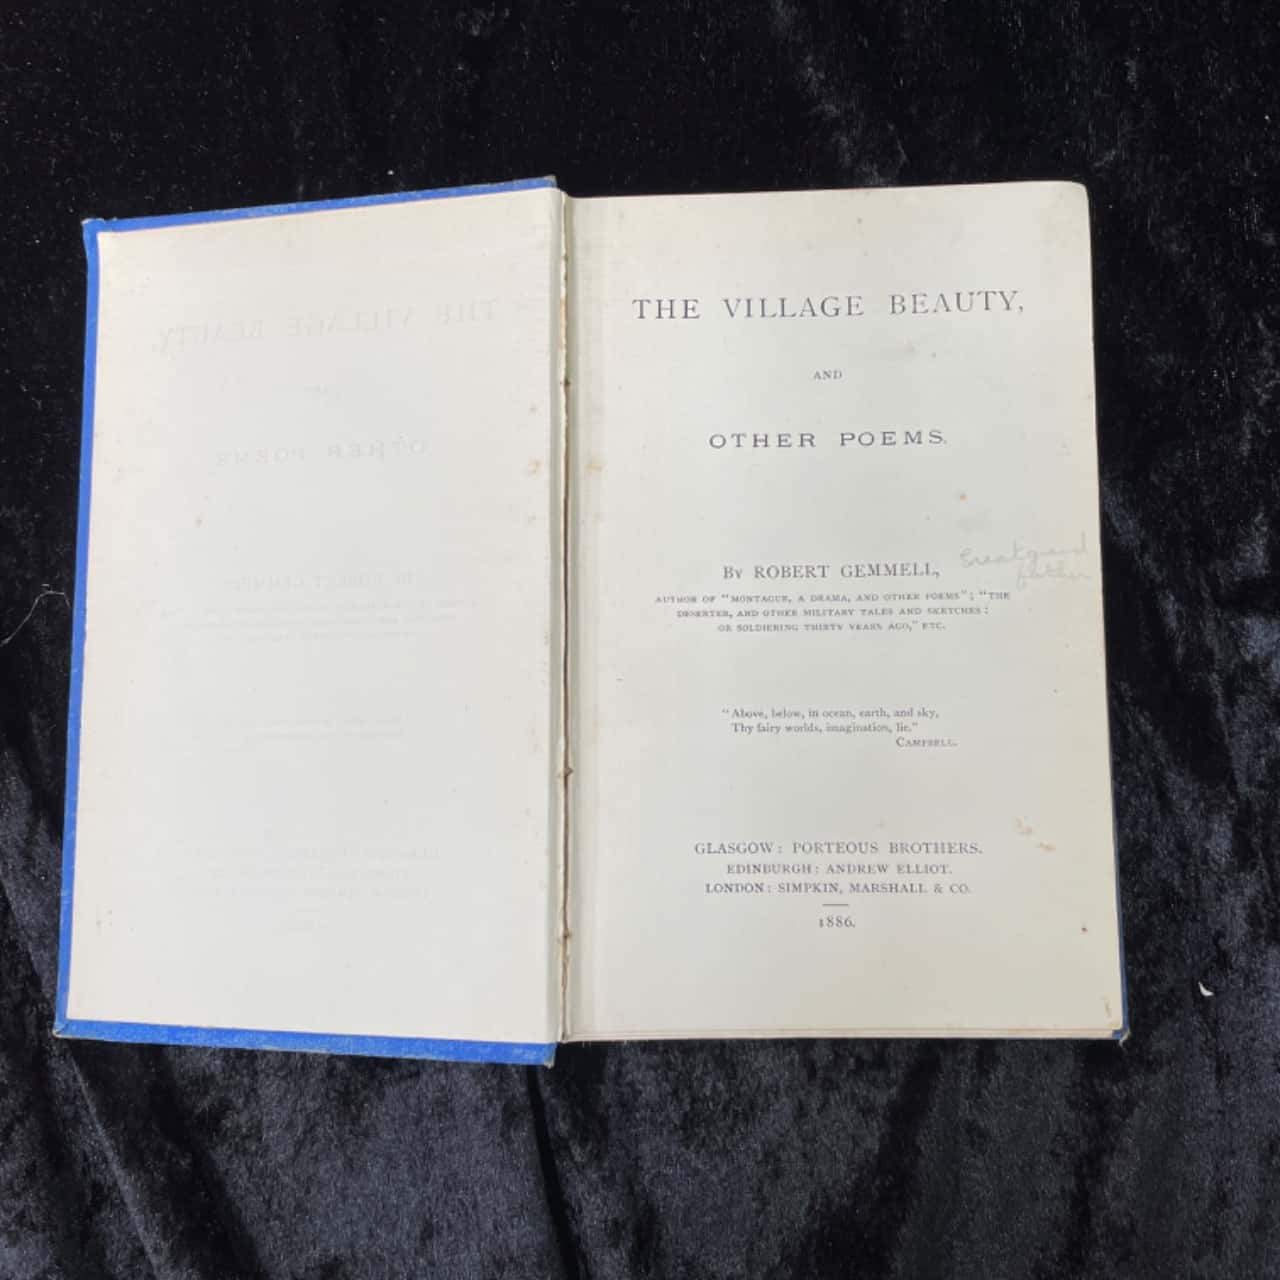 THE VILLAGE BEAUTY,
AND
OTHER POEMS.
By ROBERT GEMMELL,
Great grand
father
AUTHOR OF "MONTAGUE, A DRAMA, AND OTHER POEMS"; "THE
DESERTER, AND OTHER MILITARY TALES AND SKETCHES:
OR SOLDIERING THIRTY YEARS AGO," ETC.
"Above, below, in ocean, earth, and sky,
Thy fairy worlds, imagination, lie."
CAMPBELL.
GLASGOW: PORTEOUS BROTHERS.
EDINBURGH: ANDREW ELLIOT.
LONDON: SIMPKIN, MARSHALL & CO.
1886.